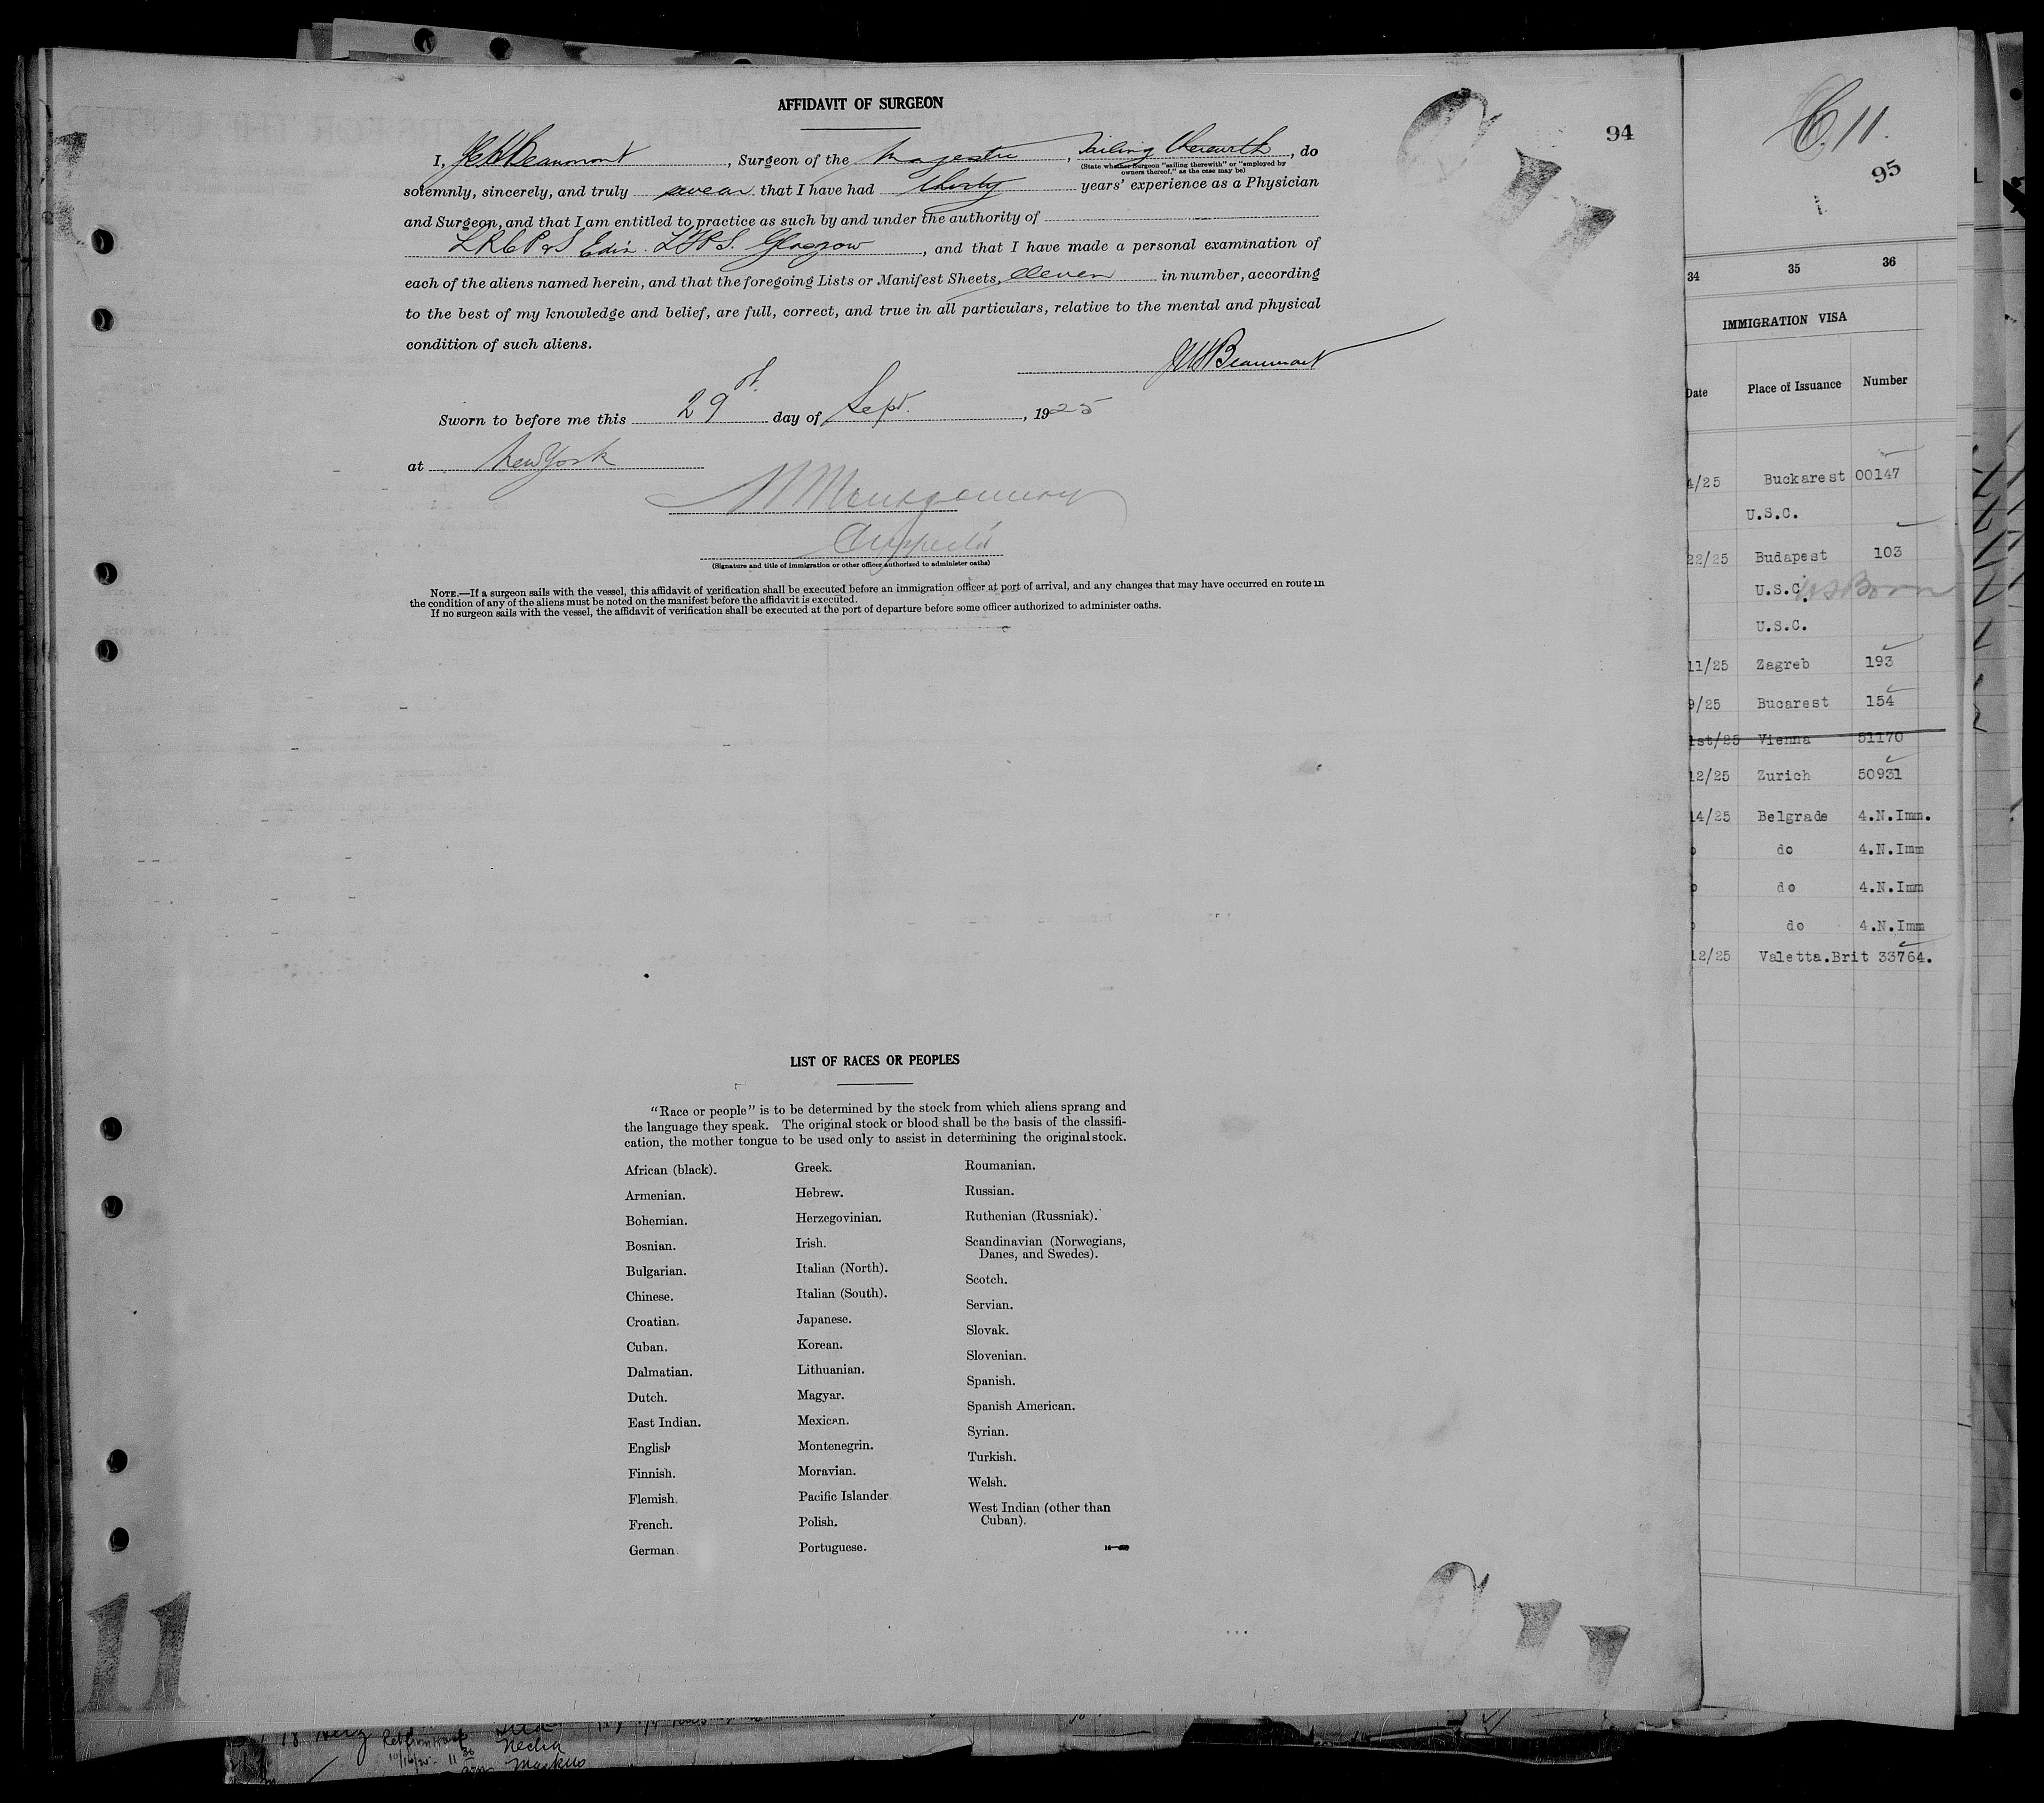 AFFIDAVIT OF SURGEON
94
I, J W Beaumont, Surgeon of the Majestic, Sailing therewith, do
(State whether Surgeon "sailing therewith" or "employed by
owners thereof," as the case may be)
solemnly, sincerely, and truly swear that I have had thirty years' experience as a Physician
and Surgeon, and that I am entitled to practice as such by and under the authority of
L R C P & S Edin. L F P S. Glasgow, and that I have made a personal examination of
each of the aliens named herein, and that the foregoing Lists or Manifest Sheets, eleven in number, according
to the best of my knowledge and belief, are full, correct, and true in all particulars, relative to the mental and physical
condition of such aliens.
J W Beaumont
Sworn to before me this 29 day of Sept., 1925
at New York
Montgomery
(Signature and title of immigration or other officer authorized to administer oaths)
NOTE.—If a surgeon sails with the vessel, this affidavit of verification shall be executed before an immigration officer at port of arrival, and any changes that may have occurred en route in
the condition of any of the aliens must be noted on the manifest before the affidavit is executed.
If no surgeon sails with the vessel, the affidavit of verification shall be executed at the port of departure before some officer authorized to administer oaths.
LIST OF RACES OR PEOPLES
"Race or people" is to be determined by the stock from which aliens sprang and
the language they speak. The original stock or blood shall be the basis of the classifi-
cation, the mother tongue to be used only to assist in determining the original stock.
African (black).
Armenian.
Bohemian.
Bosnian.
Bulgarian.
Chinese.
Croatian.
Cuban.
Dalmatian.
Dutch.
East Indian.
English
Finnish.
Flemish.
French.
German.
Greek.
Hebrew.
Herzegovinian.
Irish.
Italian (North).
Italian (South).
Japanese.
Korean.
Lithuanian.
Magyar.
Mexican.
Montenegrin.
Moravian.
Pacific Islander
Polish.
Portuguese.
Roumanian.
Russian.
Ruthenian (Russniak).
Scandinavian (Norwegians,
Danes, and Swedes).
Scotch.
Servian.
Slovak.
Slovenian.
Spanish.
Spanish American.
Syrian.
Turkish.
Welsh.
West Indian (other than
Cuban).
11
C.11.
95
34 35 36
IMMIGRATION VISA
Date Place of Issuance Number
4/25 Buckarest 00147
U.S.C.
22/25 Budapest 103
U.S.C. US Born
U.S.C.
11/25 Zagreb 193
9/25 Bucarest 154
1st/25 Vienna 51170
12/25 Zurich 50931
14/25 Belgrade 4.N.Imm.
do 4.N.Imm
do 4.N.Imm
do 4.N.Imm
12/25 Valetta.Brit 33764.
Necha
Markus